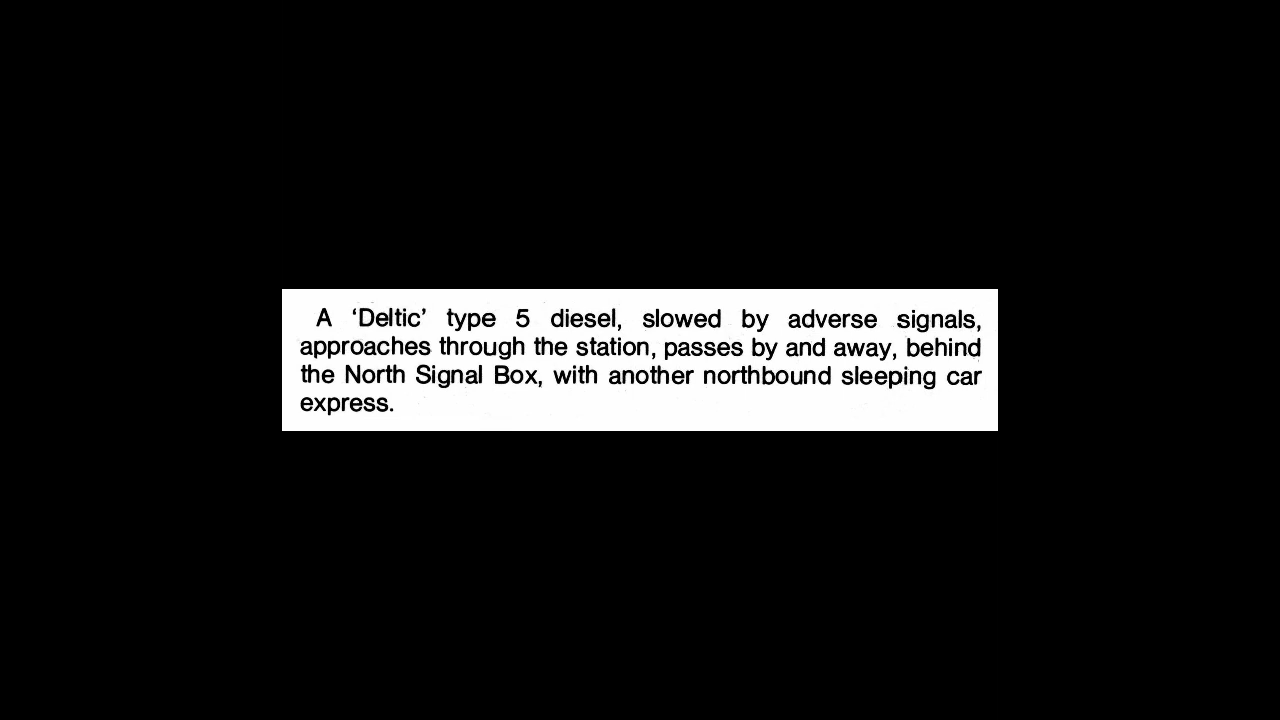 A ‘Deltic’ type 5 diesel, slowed by adverse signals,
approaches through the station, passes by and away, behind
the North Signal Box, with another northbound sleeping car
express.